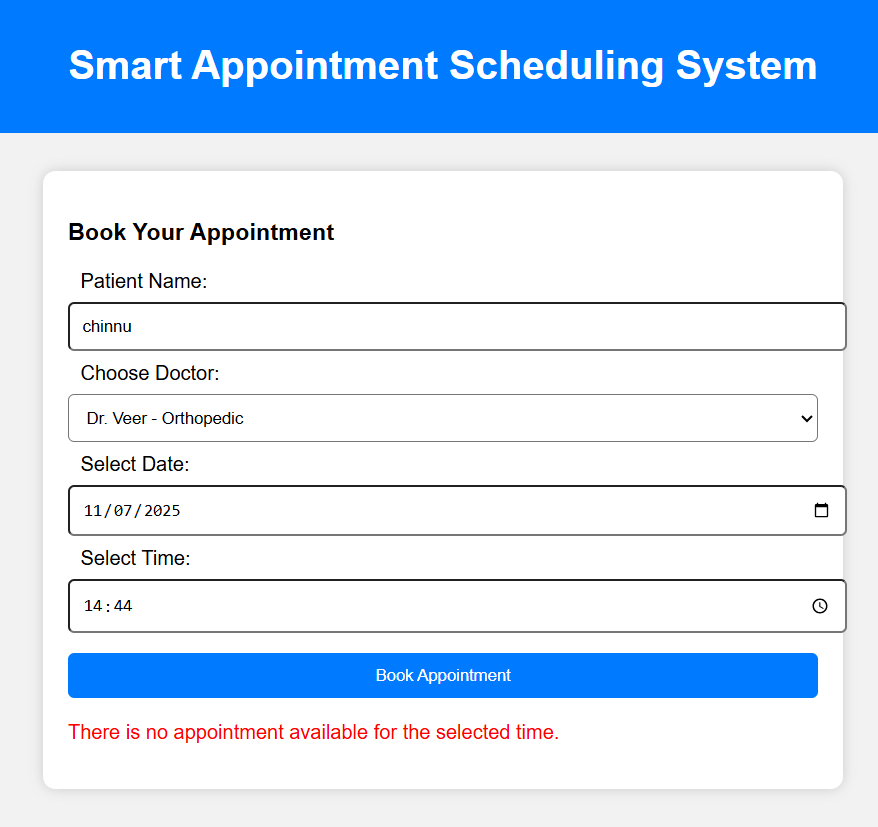 Smart Appointment Scheduling System
Book Your Appointment
Patient Name:
chinnu
Choose Doctor:
Dr. Veer - Orthopedic
Select Date:
11/07/2025
Select Time:
14:44
Book Appointment
There is no appointment available for the selected time.